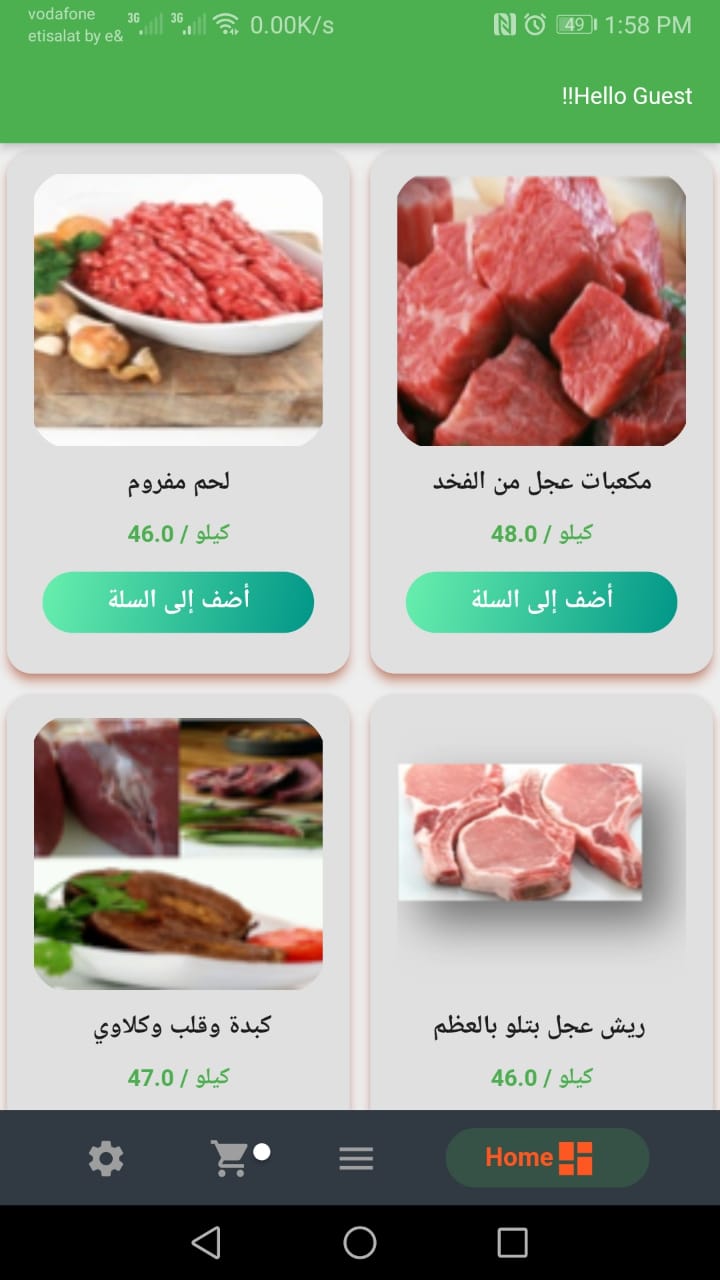 vodafone
etisalat by e&
3G 3G 0.00K/s 49 1:58 PM
!!Hello Guest
مكعبات عجل من الفخد
48.0 / كيلو
أضف إلى السلة
لحم مفروم
46.0 / كيلو
أضف إلى السلة
ريش عجل بتلو بالعظم
46.0 / كيلو
كبدة وقلب وكلاوي
47.0 / كيلو
Home